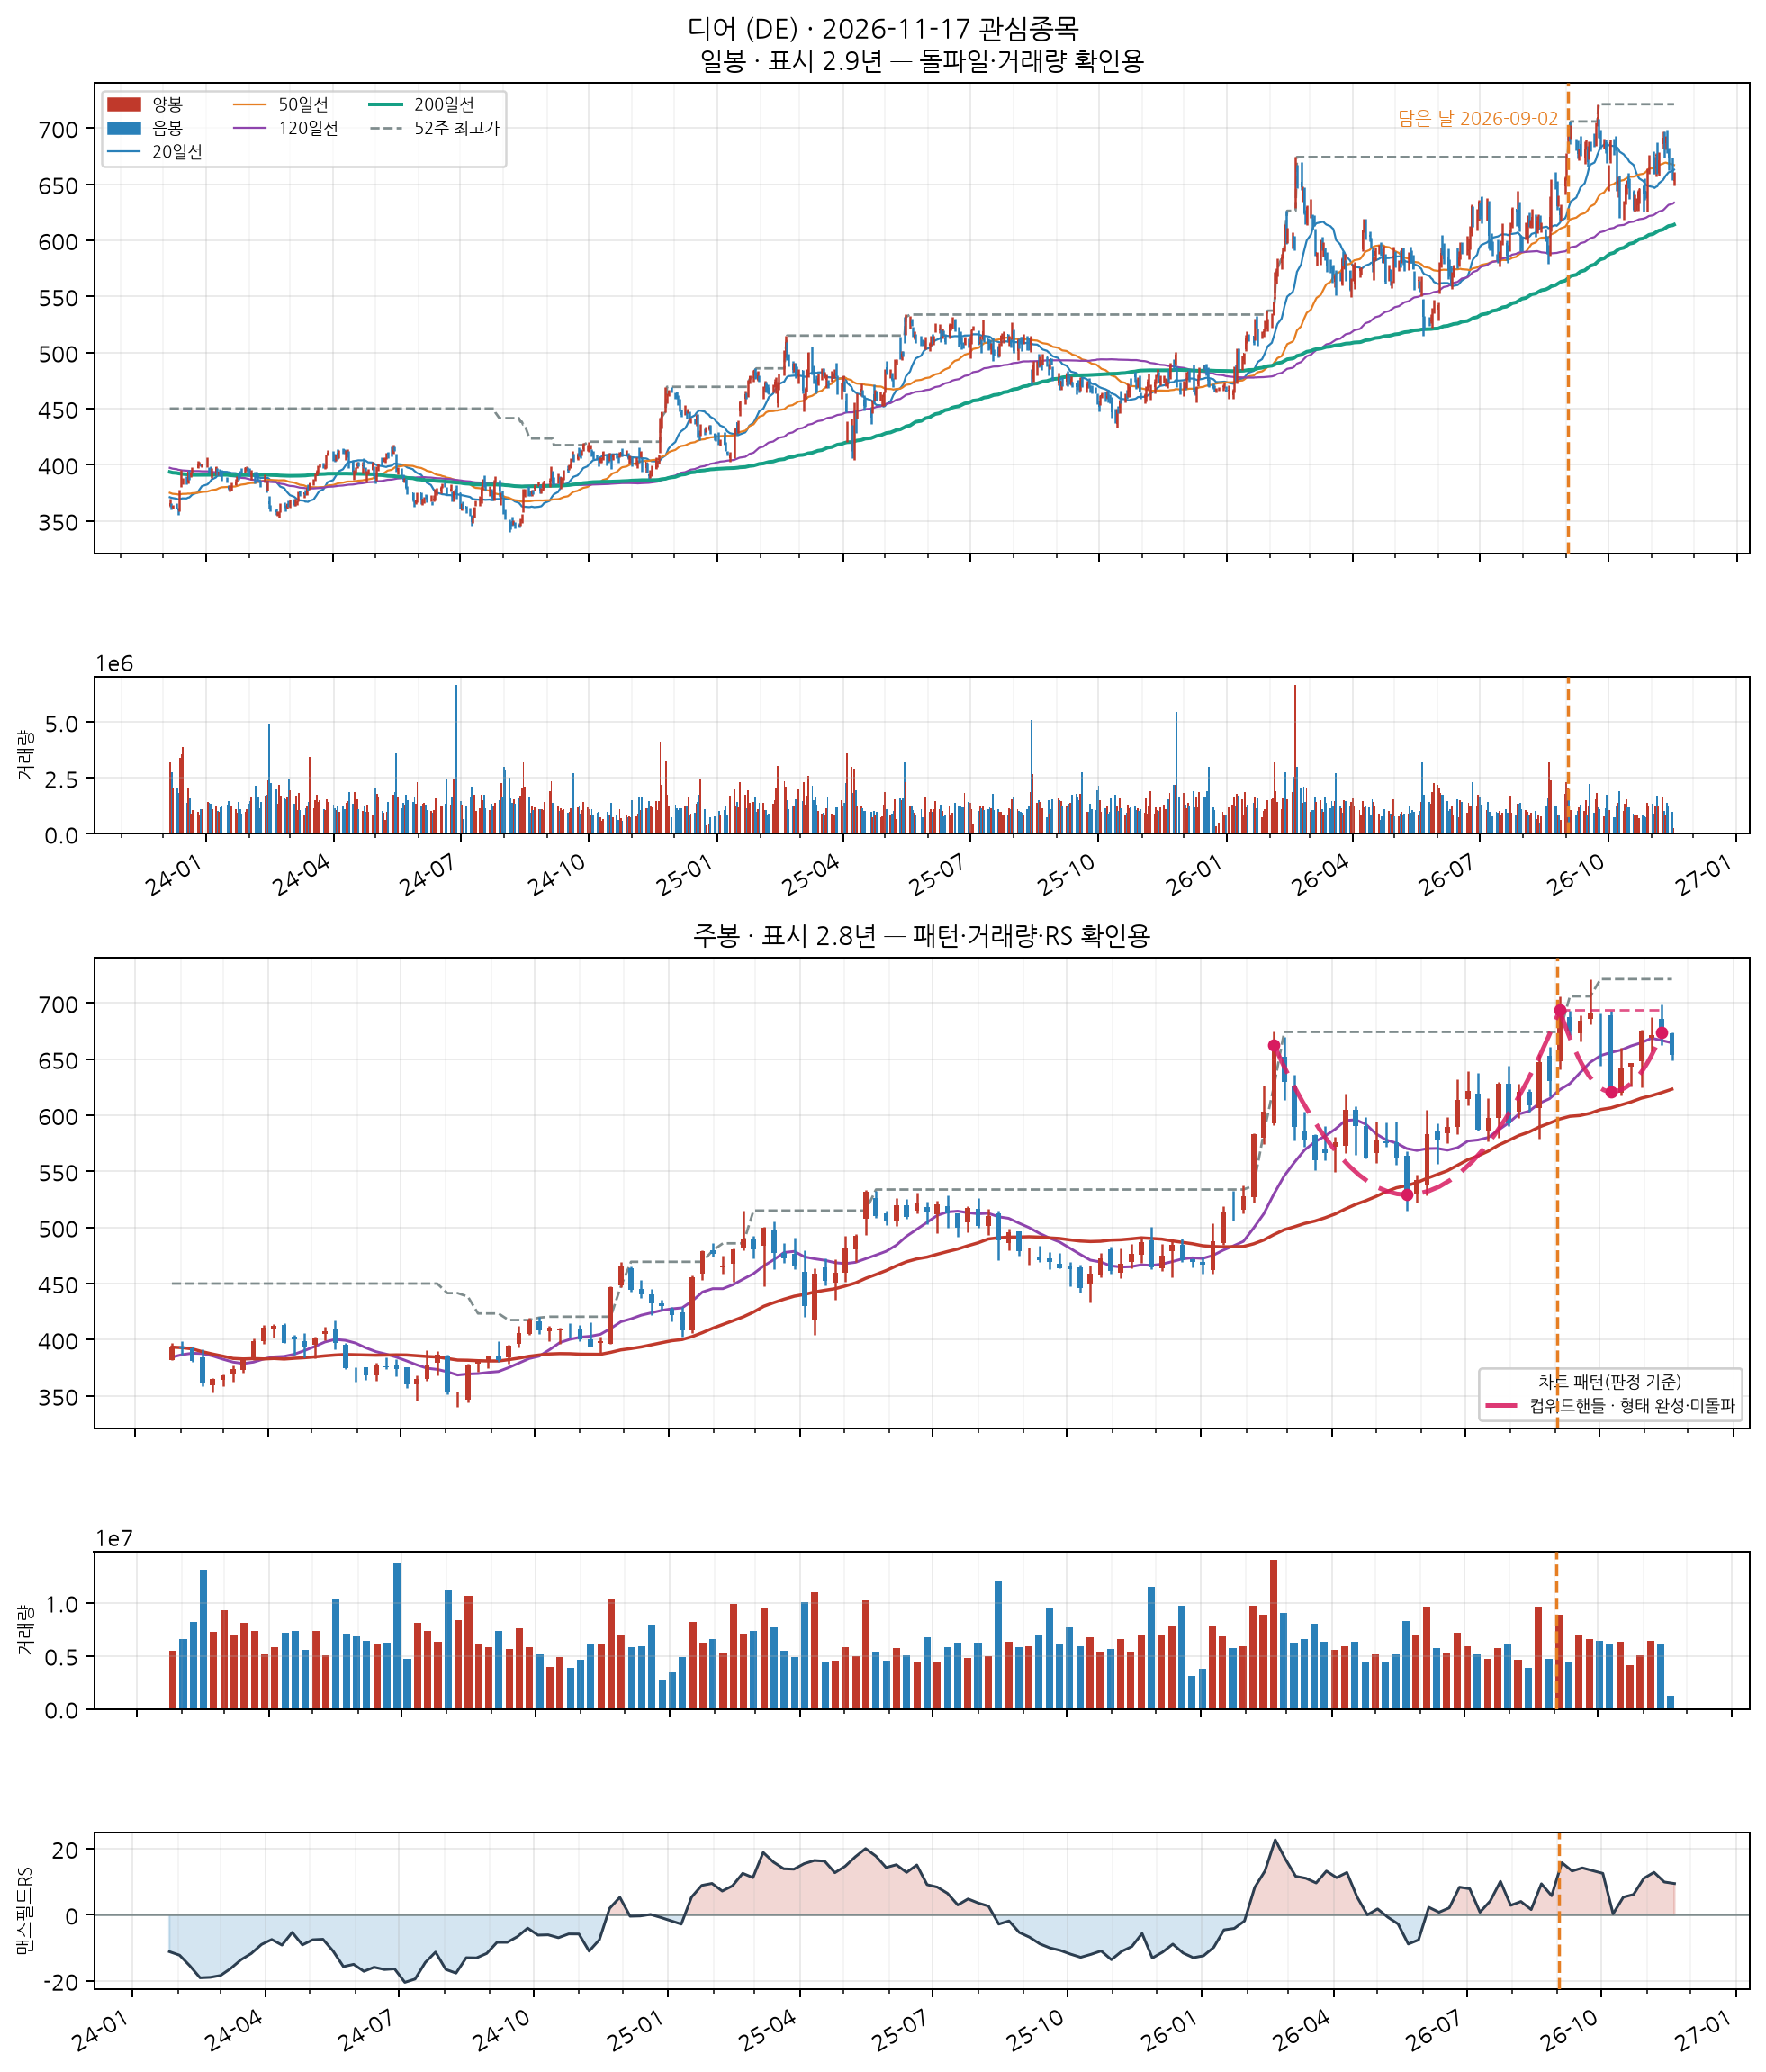 디어 (DE) · 2026-11-17 관심종목
일봉 · 표시 2.9년 — 돌파일·거래량 확인용
양봉
음봉
20일선
50일선
120일선
200일선
52주 최고가
담은 날 2026-09-02
700
650
600
550
500
450
400
350
1e6
거래량
5.0
2.5
0.0
24-01 24-04 24-07 24-10 25-01 25-04 25-07 25-10 26-01 26-04 26-07 26-10 27-01
주봉 · 표시 2.8년 — 패턴·거래량·RS 확인용
700
650
600
550
500
450
400
350
차트 패턴(판정 기준)
컵위드핸들 · 형태 완성·미돌파
1e7
거래량
1.0
0.5
0.0
맨스필드RS
20
0
-20
24-01 24-04 24-07 24-10 25-01 25-04 25-07 25-10 26-01 26-04 26-07 26-10 27-01